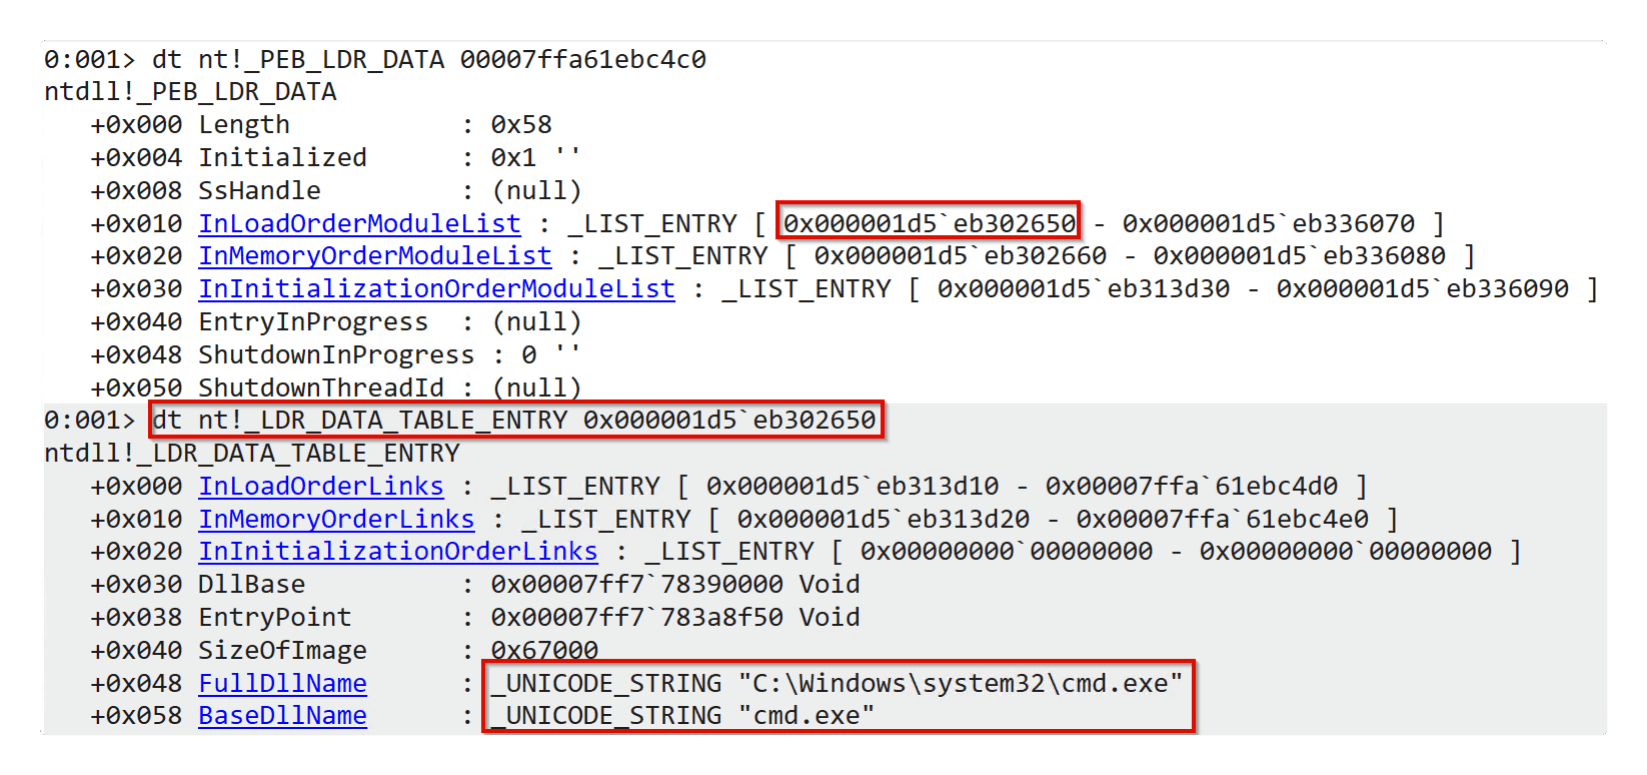 0:001> dt nt!_PEB_LDR_DATA 00007ffa61ebc4c0
ntdll!_PEB_LDR_DATA
+0x000 Length : 0x58
+0x004 Initialized : 0x1 ''
+0x008 SsHandle : (null)
+0x010 InLoadOrderModuleList : _LIST_ENTRY [ 0x000001d5`eb302650 - 0x000001d5`eb336070 ]
+0x020 InMemoryOrderModuleList : _LIST_ENTRY [ 0x000001d5`eb302660 - 0x000001d5`eb336080 ]
+0x030 InInitializationOrderModuleList : _LIST_ENTRY [ 0x000001d5`eb313d30 - 0x000001d5`eb336090 ]
+0x040 EntryInProgress : (null)
+0x048 ShutdownInProgress : 0 ''
+0x050 ShutdownThreadId : (null)
0:001> dt nt!_LDR_DATA_TABLE_ENTRY 0x000001d5`eb302650
ntdll!_LDR_DATA_TABLE_ENTRY
+0x000 InLoadOrderLinks : _LIST_ENTRY [ 0x000001d5`eb313d10 - 0x00007ffa`61ebc4d0 ]
+0x010 InMemoryOrderLinks : _LIST_ENTRY [ 0x000001d5`eb313d20 - 0x00007ffa`61ebc4e0 ]
+0x020 InInitializationOrderLinks : _LIST_ENTRY [ 0x00000000`00000000 - 0x00000000`00000000 ]
+0x030 DllBase : 0x00007ff7`78390000 Void
+0x038 EntryPoint : 0x00007ff7`783a8f50 Void
+0x040 SizeOfImage : 0x67000
+0x048 FullDllName : _UNICODE_STRING "C:\Windows\system32\cmd.exe"
+0x058 BaseDllName : _UNICODE_STRING "cmd.exe"